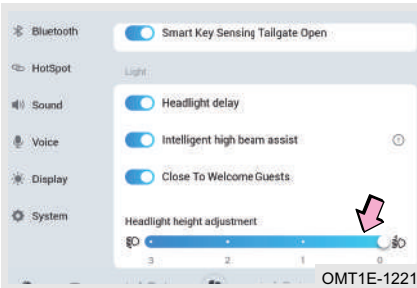 Bluetooth
Smart Key Sensing Tailgate Open
HotSpot
Light
Sound
Headlight delay
Voice
Intelligent high beam assist
Display
Close To Welcome Guests
System
Headlight height adjustment
3 2 1 0
OMT1E-1221